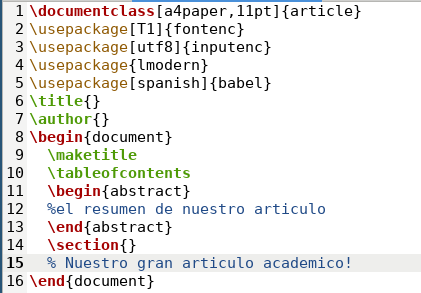 1 \documentclass[a4paper,11pt]{article}
2 \usepackage[T1]{fontenc}
3 \usepackage[utf8]{inputenc}
4 \usepackage{lmodern}
5 \usepackage[spanish]{babel}
6 \title{}
7 \author{}
8 \begin{document}
9   \maketitle
10   \tableofcontents
11   \begin{abstract}
12   %el resumen de nuestro articulo
13   \end{abstract}
14   \section{}
15   % Nuestro gran articulo academico!
16 \end{document}